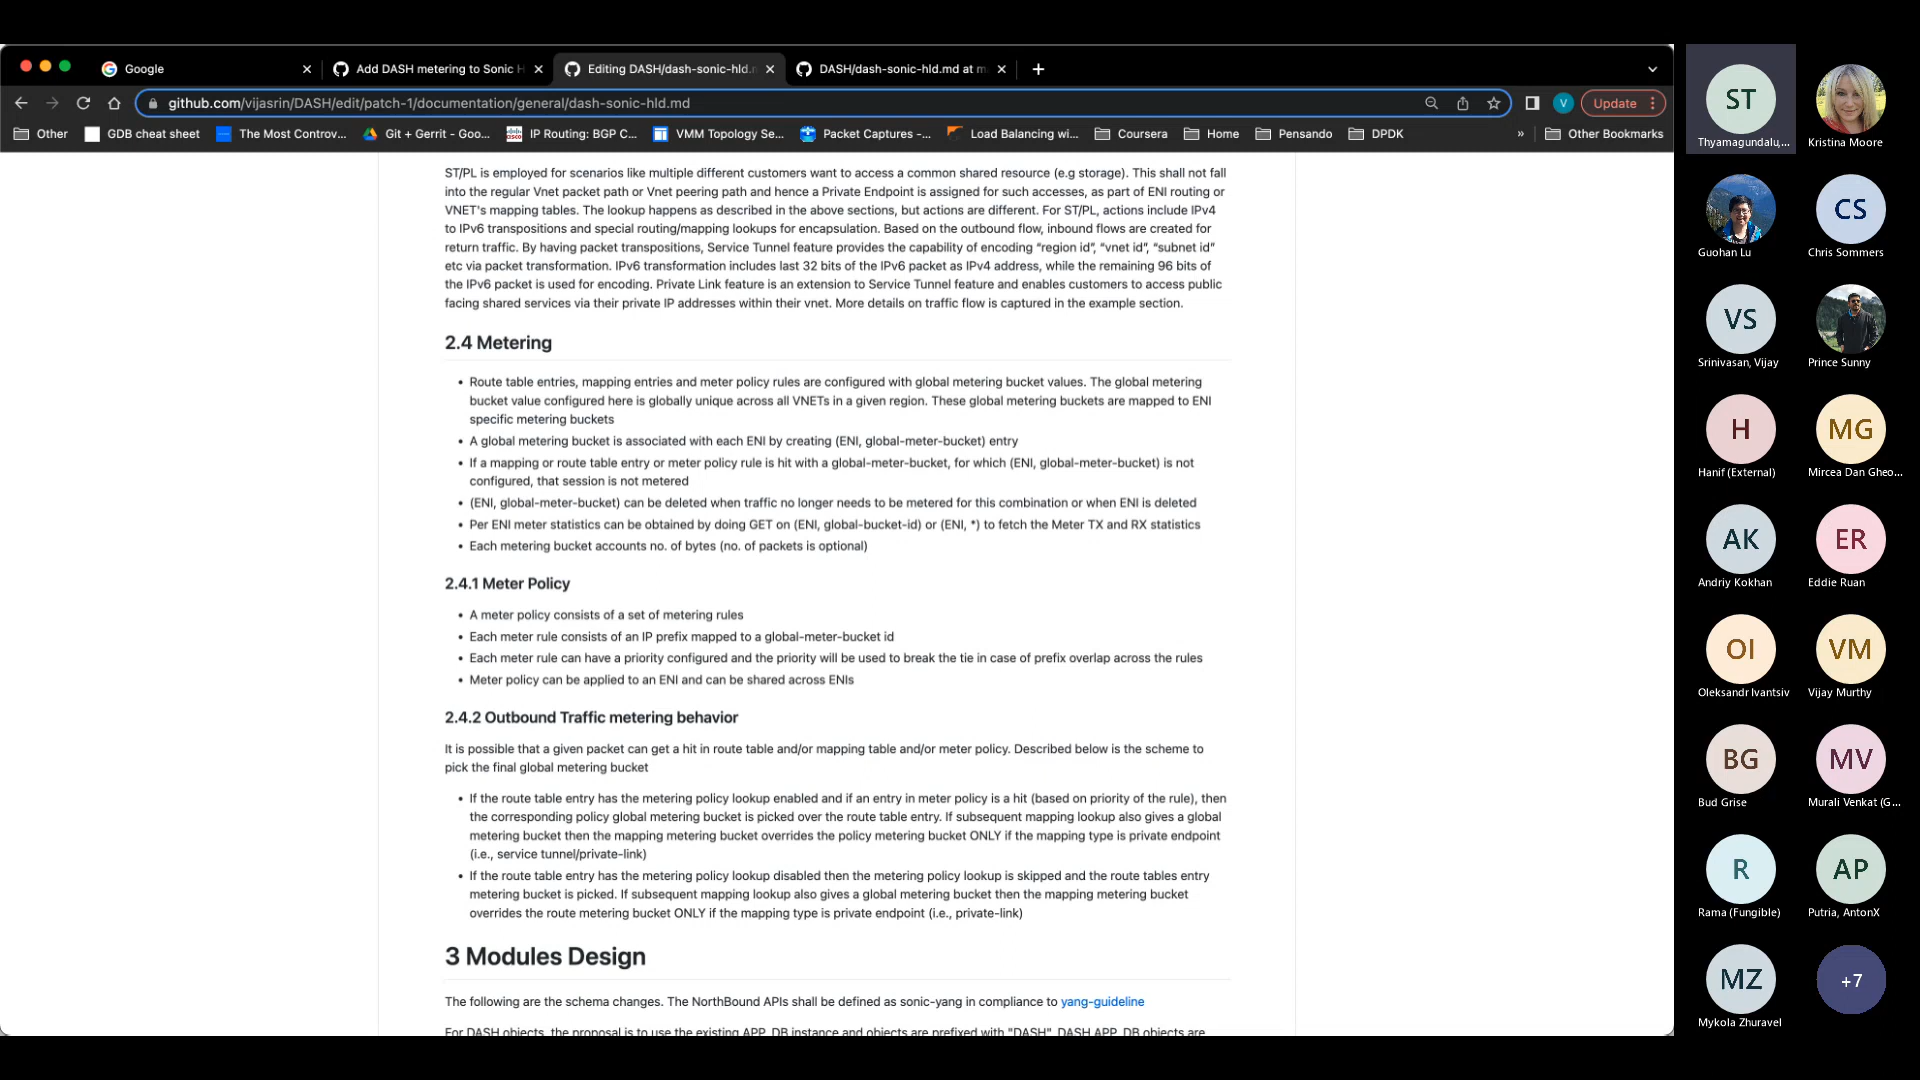 Google
Add DASH metering to Sonic H
Editing DASH/dash-sonic-hld.m
DASH/dash-sonic-hld.md at m
github.com/vijasrin/DASH/edit/patch-1/documentation/general/dash-sonic-hld.md
V
Update
Other
GDB cheat sheet
The Most Controv...
Git + Gerrit - Goo...
IP Routing: BGP C...
VMM Topology Se...
Packet Captures -...
Load Balancing wi...
Coursera
Home
Pensando
DPDK
»
Other Bookmarks
ST/PL is employed for scenarios like multiple different customers want to access a common shared resource (e.g storage). This shall not fall
into the regular Vnet packet path or Vnet peering path and hence a Private Endpoint is assigned for such accesses, as part of ENI routing or
VNET's mapping tables. The lookup happens as described in the above sections, but actions are different. For ST/PL, actions include IPv4
to IPv6 transpositions and special routing/mapping lookups for encapsulation. Based on the outbound flow, inbound flows are created for
return traffic. By having packet transpositions, Service Tunnel feature provides the capability of encoding “region id”, “vnet id”, “subnet id”
etc via packet transformation. IPv6 transformation includes last 32 bits of the IPv6 packet as IPv4 address, while the remaining 96 bits of
the IPv6 packet is used for encoding. Private Link feature is an extension to Service Tunnel feature and enables customers to access public
facing shared services via their private IP addresses within their vnet. More details on traffic flow is captured in the example section.
2.4 Metering
• Route table entries, mapping entries and meter policy rules are configured with global metering bucket values. The global metering
bucket value configured here is globally unique across all VNETs in a given region. These global metering buckets are mapped to ENI
specific metering buckets
• A global metering bucket is associated with each ENI by creating (ENI, global-meter-bucket) entry
• If a mapping or route table entry or meter policy rule is hit with a global-meter-bucket, for which (ENI, global-meter-bucket) is not
configured, that session is not metered
• (ENI, global-meter-bucket) can be deleted when traffic no longer needs to be metered for this combination or when ENI is deleted
• Per ENI meter statistics can be obtained by doing GET on (ENI, global-bucket-id) or (ENI, *) to fetch the Meter TX and RX statistics
• Each metering bucket accounts no. of bytes (no. of packets is optional)
2.4.1 Meter Policy
• A meter policy consists of a set of metering rules
• Each meter rule consists of an IP prefix mapped to a global-meter-bucket id
• Each meter rule can have a priority configured and the priority will be used to break the tie in case of prefix overlap across the rules
• Meter policy can be applied to an ENI and can be shared across ENIs
2.4.2 Outbound Traffic metering behavior
It is possible that a given packet can get a hit in route table and/or mapping table and/or meter policy. Described below is the scheme to
pick the final global metering bucket
• If the route table entry has the metering policy lookup enabled and if an entry in meter policy is a hit (based on priority of the rule), then
the corresponding policy global metering bucket is picked over the route table entry. If subsequent mapping lookup also gives a global
metering bucket then the mapping metering bucket overrides the policy metering bucket ONLY if the mapping type is private endpoint
(i.e., service tunnel/private-link)
• If the route table entry has the metering policy lookup disabled then the metering policy lookup is skipped and the route tables entry
metering bucket is picked. If subsequent mapping lookup also gives a global metering bucket then the mapping metering bucket
overrides the route metering bucket ONLY if the mapping type is private endpoint (i.e., private-link)
3 Modules Design
The following are the schema changes. The NorthBound APIs shall be defined as sonic-yang in compliance to yang-guideline
For DASH objects, the proposal is to use the existing APP_DB instance and objects are prefixed with "DASH". DASH APP_DB objects are
ST
Thyamagundalu,...
Kristina Moore
Guohan Lu
CS
Chris Sommers
VS
Srinivasan, Vijay
Prince Sunny
H
Hanif (External)
MG
Mircea Dan Gheo...
AK
Andriy Kokhan
ER
Eddie Ruan
OI
Oleksandr Ivantsiv
VM
Vijay Murthy
BG
Bud Grise
MV
Murali Venkat (G...
R
Rama (Fungible)
AP
Putria, AntonX
MZ
Mykola Zhuravel
+7